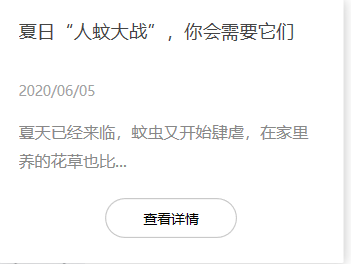 夏日“人蚊大战”，你会需要它们
2020/06/05
夏天已经来临，蚊虫又开始肆虐，在家里
养的花草也比...
查看详情